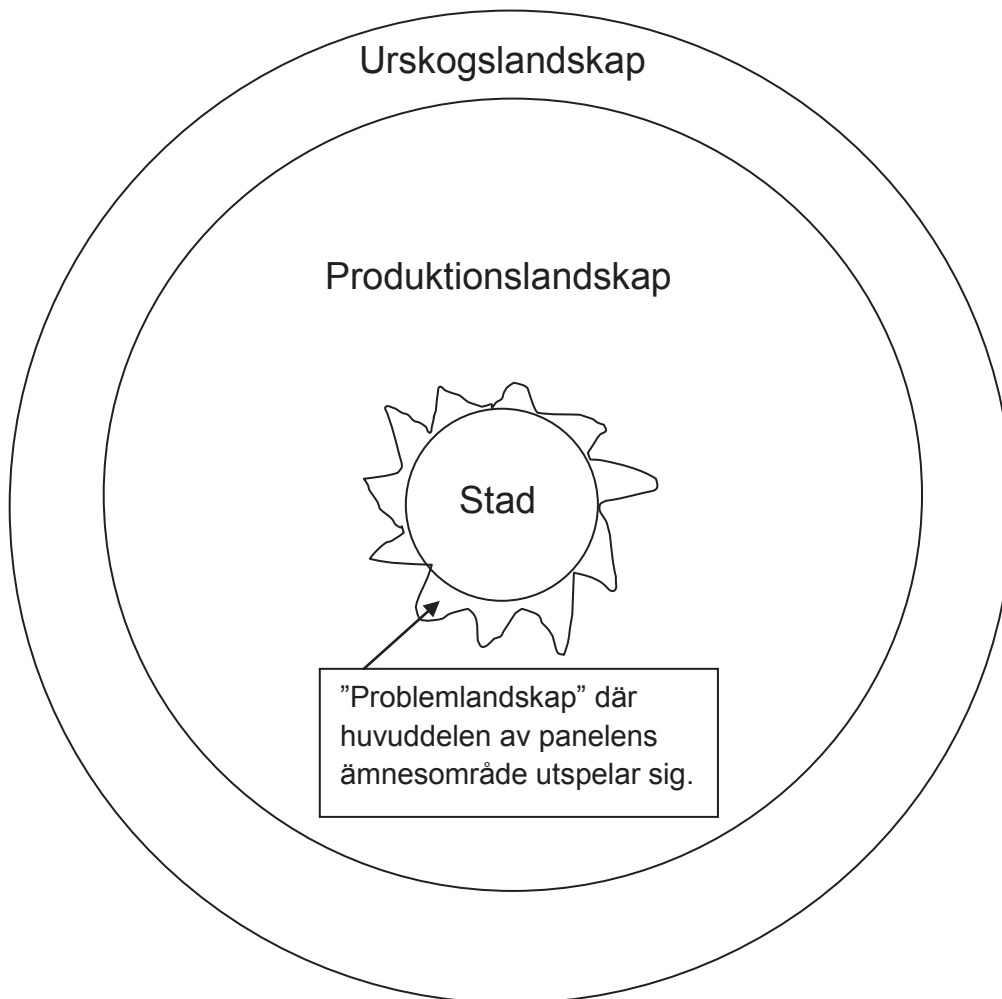 Urskogslandskap
Produktionslandskap
Stad
”Problemlandskap” där
huvuddelen av panelens
ämnesområde utspelar sig.